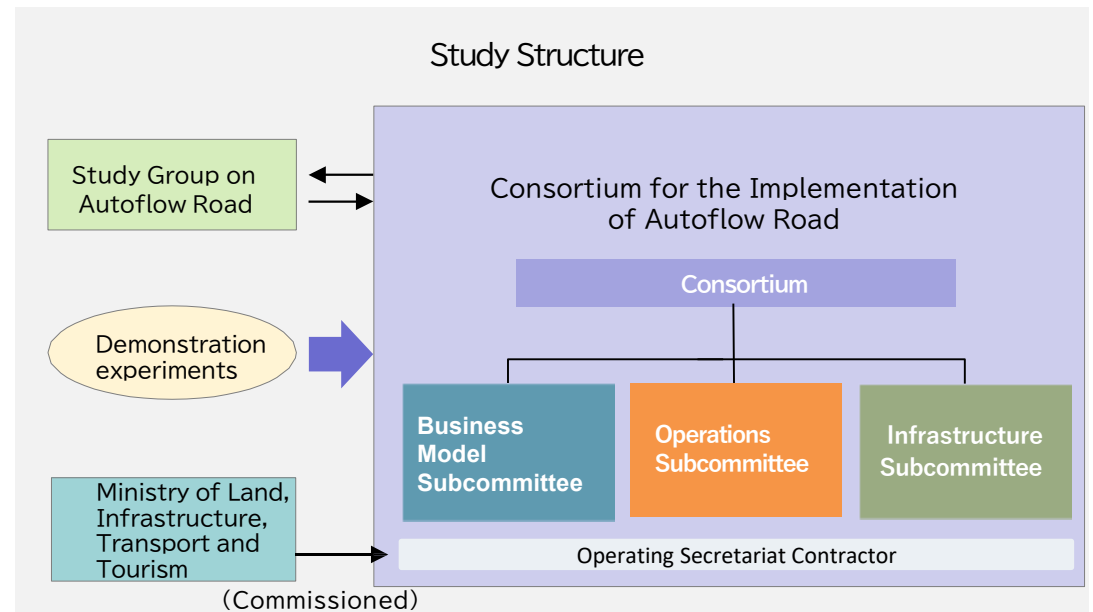 Study Structure
Study Group on
Autoflow Road
Consortium for the Implementation
of Autoflow Road
Consortium
Demonstration
experiments
Business
Model
Subcommittee
Operations
Subcommittee
Infrastructure
Subcommittee
Ministry of Land,
Infrastructure,
Transport and
Tourism
Operating Secretariat Contractor
(Commissioned)